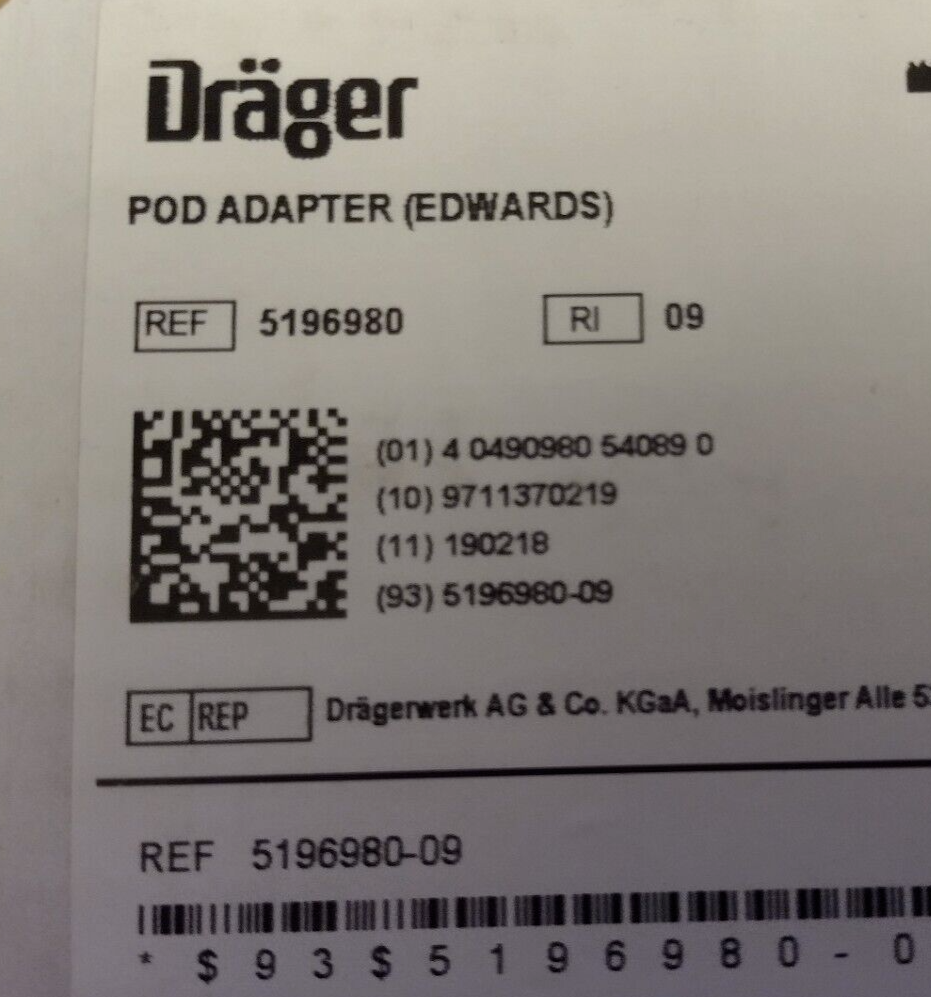 Dräger
POD ADAPTER (EDWARDS)
REF 5196980 RI 09
(01) 4 0490980 54089 0
(10) 9711370219
(11) 190218
(93) 5196980-09
EC REP Drägerwerk AG & Co. KGaA, Moislinger Alle 5
REF 5196980-09
* $ 9 3 $ 5 1 9 6 9 8 0 - 0